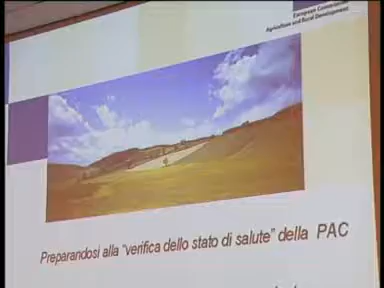 European Commission
Agriculture and Rural Development
Preparandosi alla "verifica dello stato di salute" della PAC